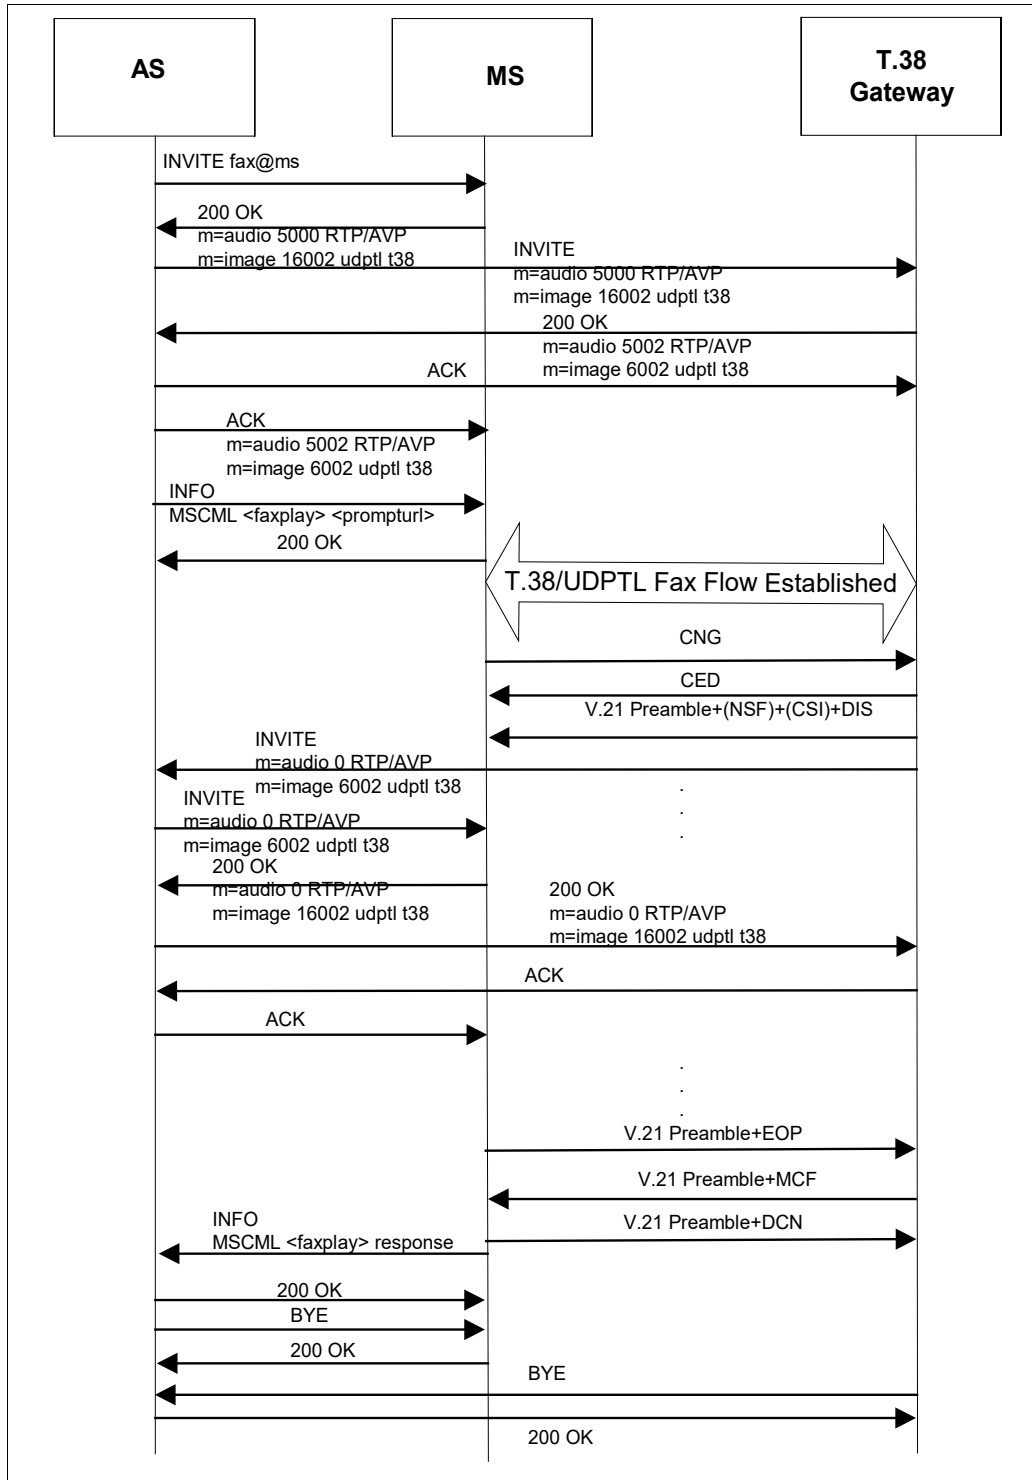 AS
MS
T.38
Gateway
INVITE fax@ms
200 OK
m=audio 5000 RTP/AVP
m=image 16002 udptl t38
INVITE
m=audio 5000 RTP/AVP
m=image 16002 udptl t38
200 OK
m=audio 5002 RTP/AVP
m=image 6002 udptl t38
ACK
ACK
m=audio 5002 RTP/AVP
m=image 6002 udptl t38
INFO
MSCML <faxplay> <prompturl>
200 OK
T.38/UDPTL Fax Flow Established
CNG
CED
V.21 Preamble+(NSF)+(CSI)+DIS
INVITE
m=audio 0 RTP/AVP
m=image 6002 udptl t38
.
.
.
INVITE
m=audio 0 RTP/AVP
m=image 6002 udptl t38
200 OK
m=audio 0 RTP/AVP
m=image 16002 udptl t38
200 OK
m=audio 0 RTP/AVP
m=image 16002 udptl t38
ACK
ACK
.
.
.
V.21 Preamble+EOP
V.21 Preamble+MCF
V.21 Preamble+DCN
INFO
MSCML <faxplay> response
200 OK
BYE
200 OK
BYE
200 OK